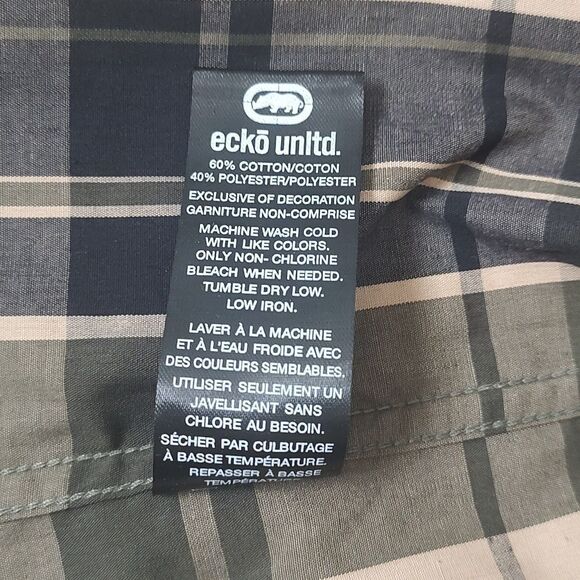 eckō unltd.
60% COTTON/COTON
40% POLYESTER/POLYESTER
EXCLUSIVE OF DECORATION
GARNITURE NON-COMPRISE
MACHINE WASH COLD
WITH LIKE COLORS.
ONLY NON- CHLORINE
BLEACH WHEN NEEDED.
TUMBLE DRY LOW.
LOW IRON.
LAVER À LA MACHINE
ET À L'EAU FROIDE AVEC
DES COULEURS SEMBLABLES.
UTILISER SEULEMENT UN
JAVELLISANT SANS
CHLORE AU BESOIN.
SÉCHER PAR CULBUTAGE
À BASSE TEMPÉRATURE.
REPASSER À BASSE
TEMPÉRATURE